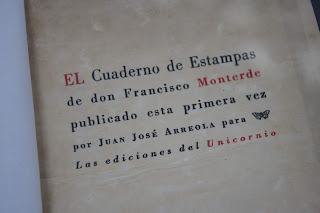 EL Cuaderno de Estampas
de don Francisco Monterde
publicado esta primera vez
por JUAN JOSÉ ARREOLA para
Las ediciones del Unicornio